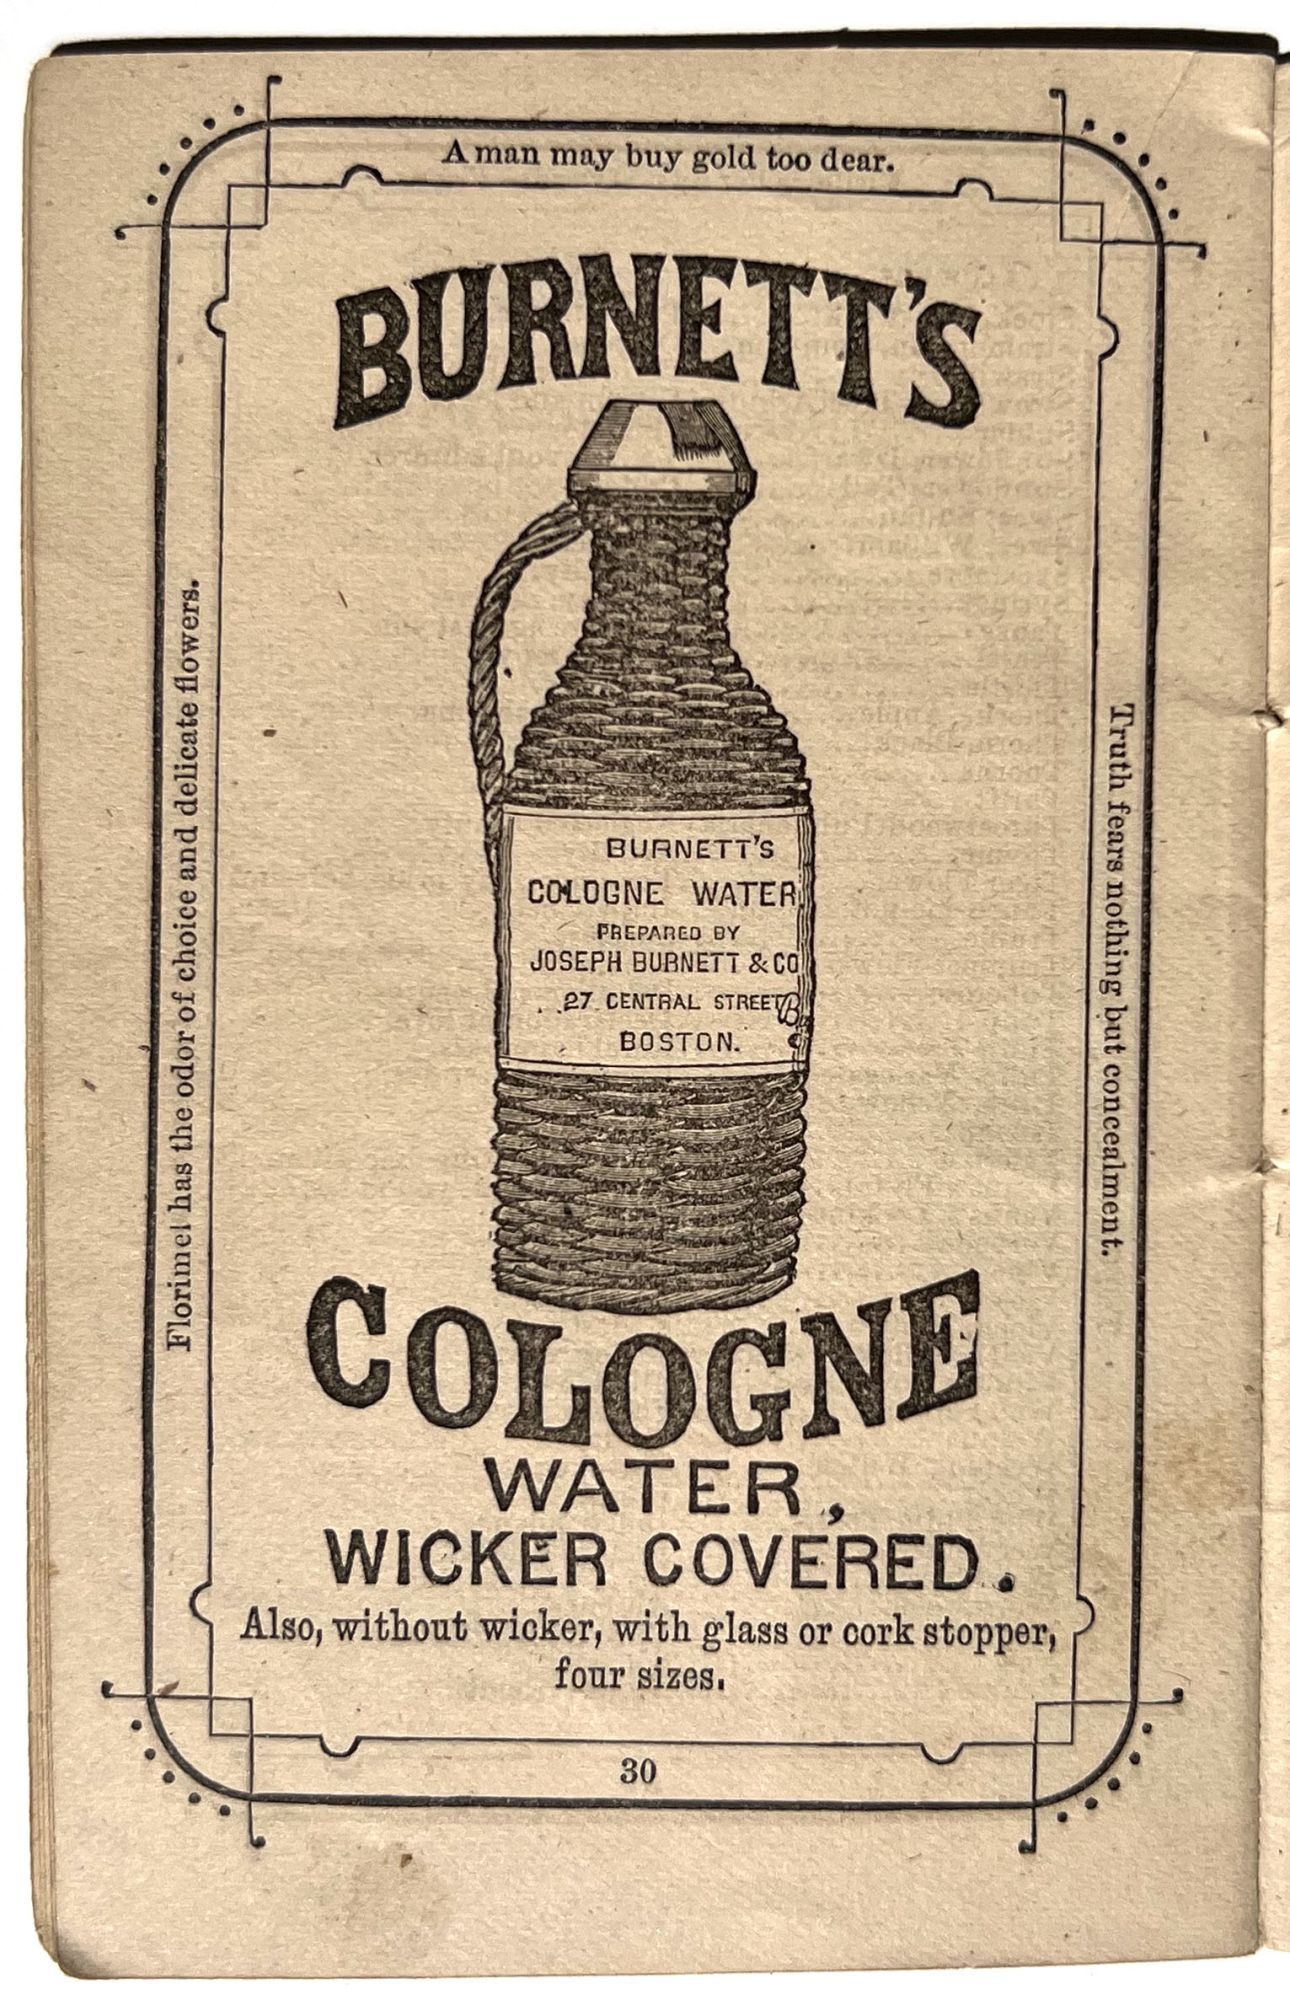 A man may buy gold too dear.
Florimel has the odor of choice and delicate flowers.
Truth fears nothing but concealment.
BURNETT'S
BURNETT'S
COLOGNE WATER
PREPARED BY
JOSEPH BURNETT & CO
27 CENTRAL STREET
BOSTON.
COLOGNE
WATER,
WICKER COVERED.
Also, without wicker, with glass or cork stopper,
four sizes.
30